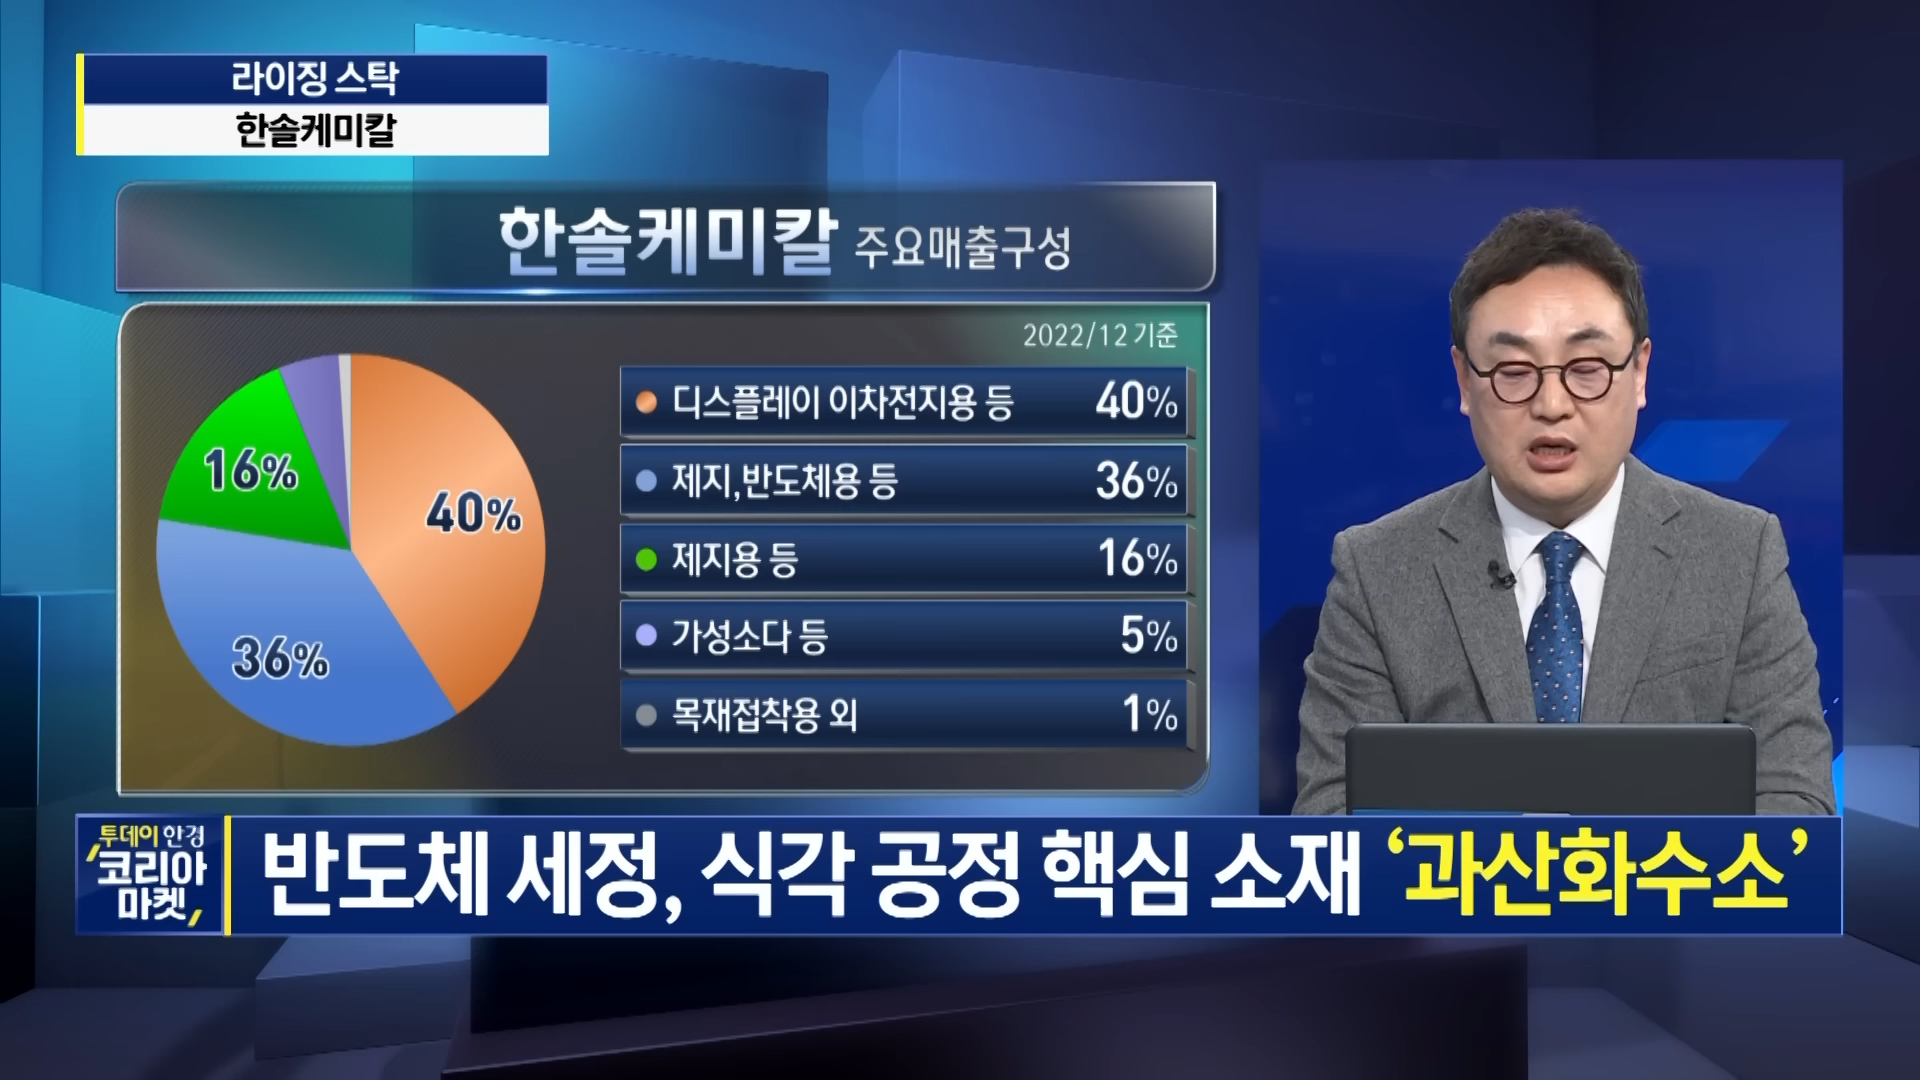 라이징 스탁
한솔케미칼
한솔케미칼 주요매출구성
2022/12 기준
40%
36%
16%
디스플레이 이차전지용 등 40%
제지,반도체용 등 36%
제지용 등 16%
가성소다 등 5%
목재접착용 외 1%
투데이 한경
코리아
마켓
반도체 세정, 식각 공정 핵심 소재 ‘과산화수소’